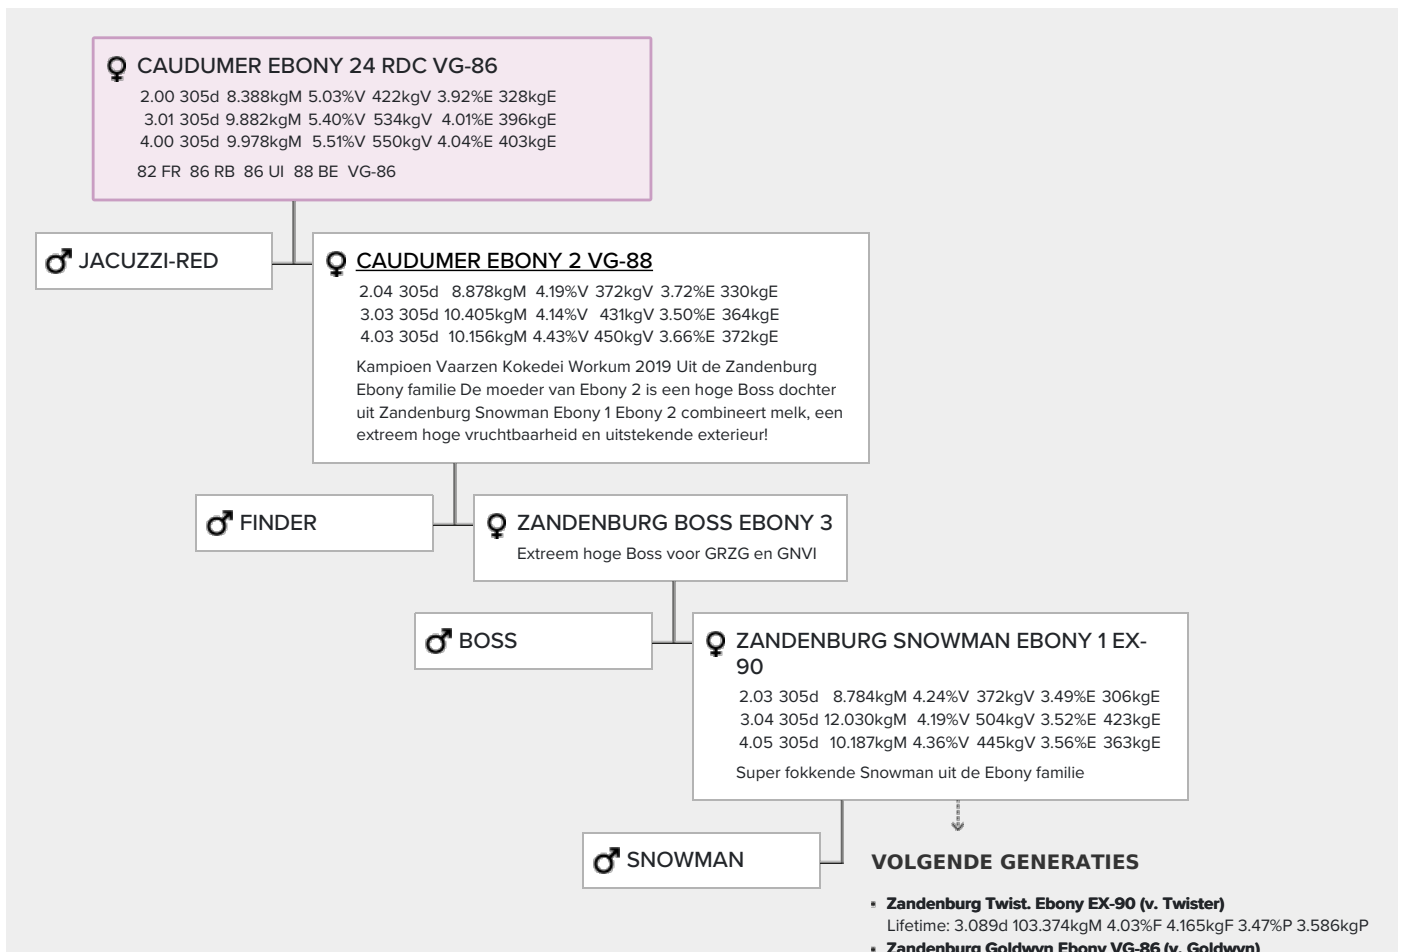 CAUDUMER EBONY 24 RDC VG-86
2.00 305d 8.388kgM 5.03%V 422kgV 3.92%E 328kgE
3.01 305d 9.882kgM 5.40%V 534kgV 4.01%E 396kgE
4.00 305d 9.978kgM 5.51%V 550kgV 4.04%E 403kgE
82 FR 86 RB 86 UI 88 BE VG-86
JACUZZI-RED
CAUDUMER EBONY 2 VG-88
2.04 305d 8.878kgM 4.19%V 372kgV 3.72%E 330kgE
3.03 305d 10.405kgM 4.14%V 431kgV 3.50%E 364kgE
4.03 305d 10.156kgM 4.43%V 450kgV 3.66%E 372kgE
Kampioen Vaarzen Kokedei Workum 2019 Uit de Zandenburg
Ebony familie De moeder van Ebony 2 is een hoge Boss dochter
uit Zandenburg Snowman Ebony 1 Ebony 2 combineert melk, een
extreem hoge vruchtbaarheid en uitstekende exterieur!
FINDER
ZANDENBURG BOSS EBONY 3
Extreem hoge Boss voor GRZG en GNVI
BOSS
ZANDENBURG SNOWMAN EBONY 1 EX-
90
2.03 305d 8.784kgM 4.24%V 372kgV 3.49%E 306kgE
3.04 305d 12.030kgM 4.19%V 504kgV 3.52%E 423kgE
4.05 305d 10.187kgM 4.36%V 445kgV 3.56%E 363kgE
Super fokkende Snowman uit de Ebony familie
SNOWMAN
VOLGENDE GENERATIES
Zandenburg Twist. Ebony EX-90 (v. Twister)
Lifetime: 3.089d 103.374kgM 4.03%F 4.165kgF 3.47%P 3.586kgP
Zandenburg Goldwyn Ebony VG-86 (v. Goldwyn)